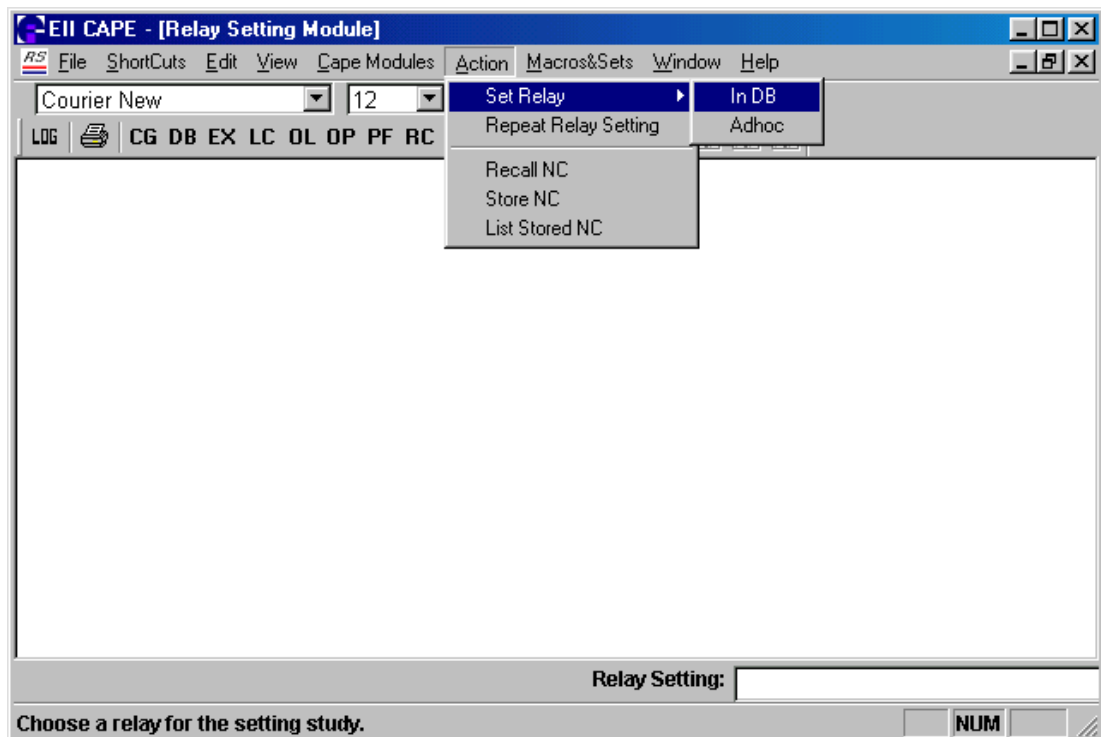 EII CAPE - [Relay Setting Module]
RS File ShortCuts Edit View Cape Modules Action Macros&Sets Window Help
Courier New 12 Set Relay In DB
Repeat Relay Setting Adhoc
LOG CG DB EX LC OL OP PF RC
Recall NC
Store NC
List Stored NC
Relay Setting:
Choose a relay for the setting study. NUM